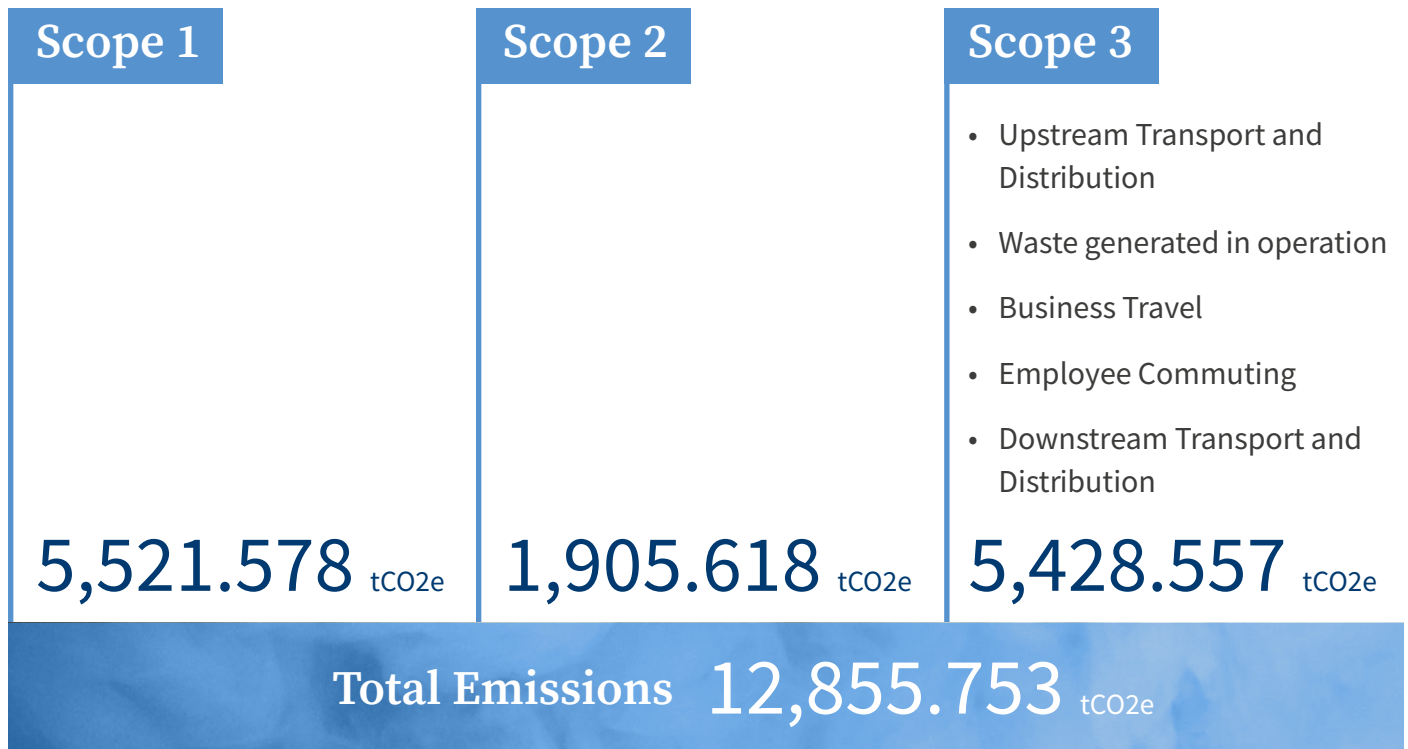 Scope 1
Scope 2
Scope 3
• Upstream Transport and
Distribution
• Waste generated in operation
• Business Travel
• Employee Commuting
• Downstream Transport and
Distribution
5,521.578 tCO2e
1,905.618 tCO2e
5,428.557 tCO2e
Total Emissions 12,855.753 tCO2e